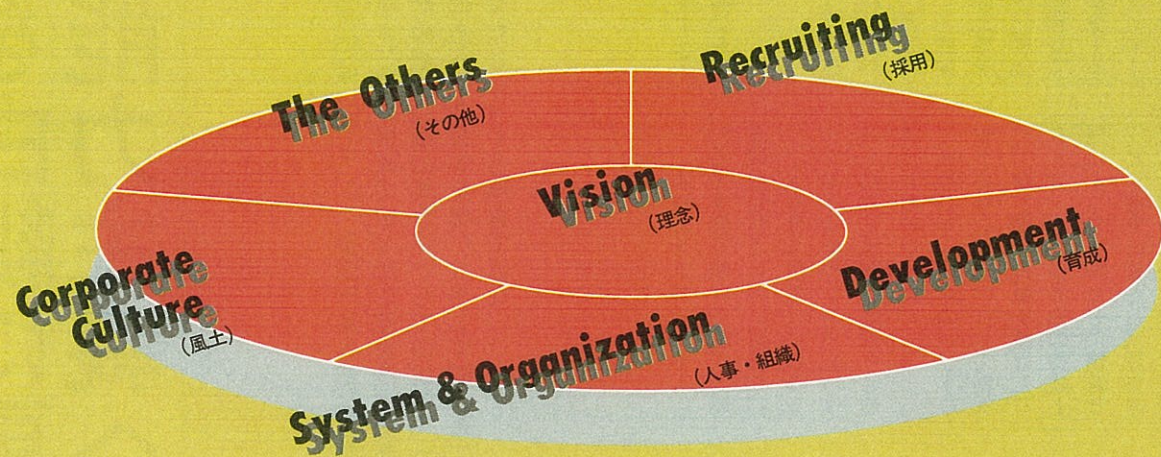 Recruiting
(採用)
The Others
(その他)
Vision
(理念)
Development
(育成)
Corporate
Culture
(風土)
System & Organization
(人事・組織)